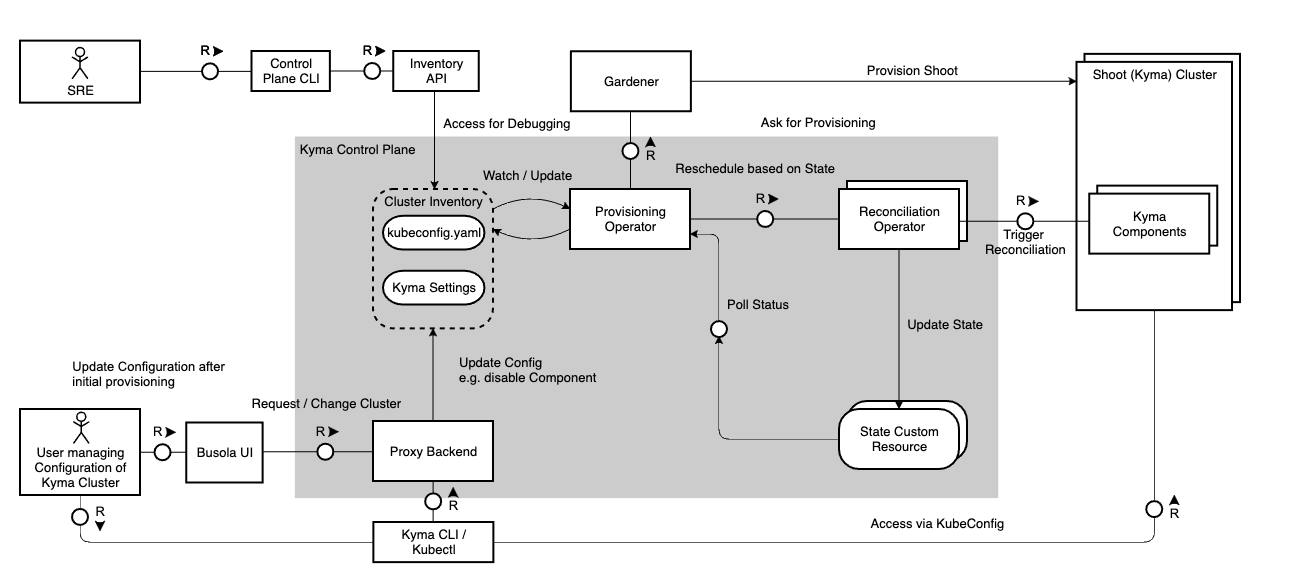 SRE
R
Control
Plane CLI
R
Inventory
API
Gardener
Provision Shoot
Shoot (Kyma) Cluster
Access for Debugging
Ask for Provisioning
Kyma Control Plane
R
Watch / Update
Reschedule based on State
Cluster Inventory
kubeconfig.yaml
Kyma Settings
Provisioning
Operator
R
Reconciliation
Operator
R
Trigger
Reconciliation
Kyma
Components
Poll Status
Update State
Update Configuration after
initial provisioning
Update Config
e.g. disable Component
Request / Change Cluster
User managing
Configuration of
Kyma Cluster
R
Busola UI
R
Proxy Backend
State Custom
Resource
R
R
Kyma CLI /
Kubectl
Access via KubeConfig
R